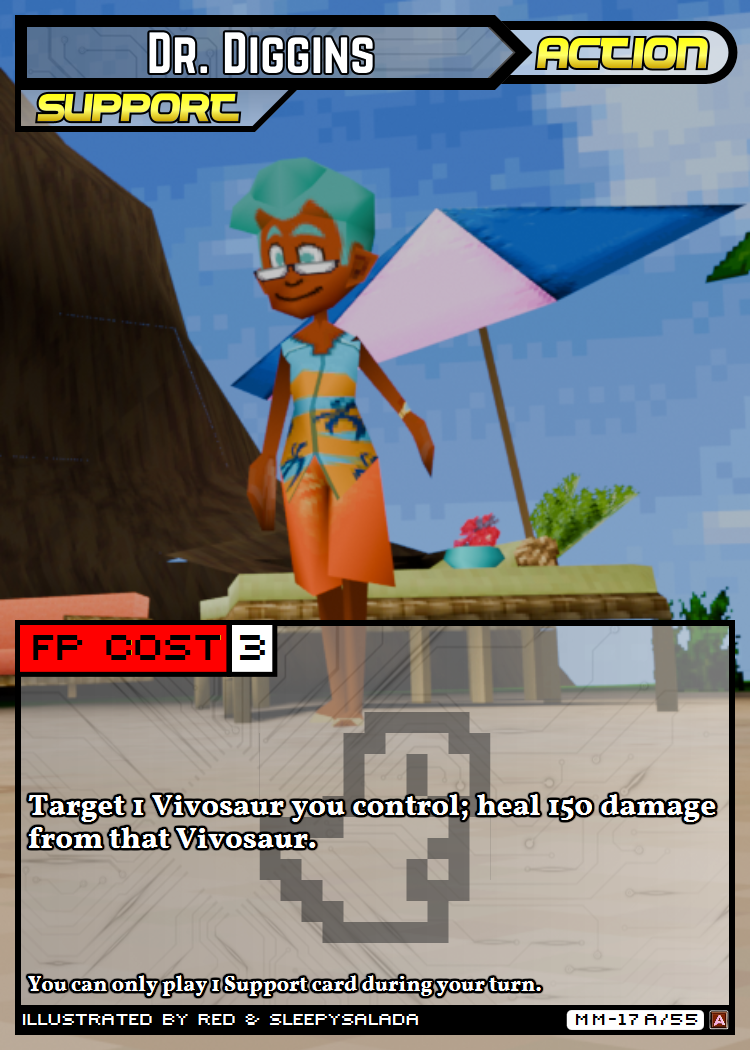 Dr. Diggins
ACTION
SUPPORT
FP COST 3
Target 1 Vivosaur you control; heal 150 damage
from that Vivosaur.
You can only play 1 Support card during your turn.
ILLUSTRATED BY RED & SLEEPYSALADA
MM-17A/55 A